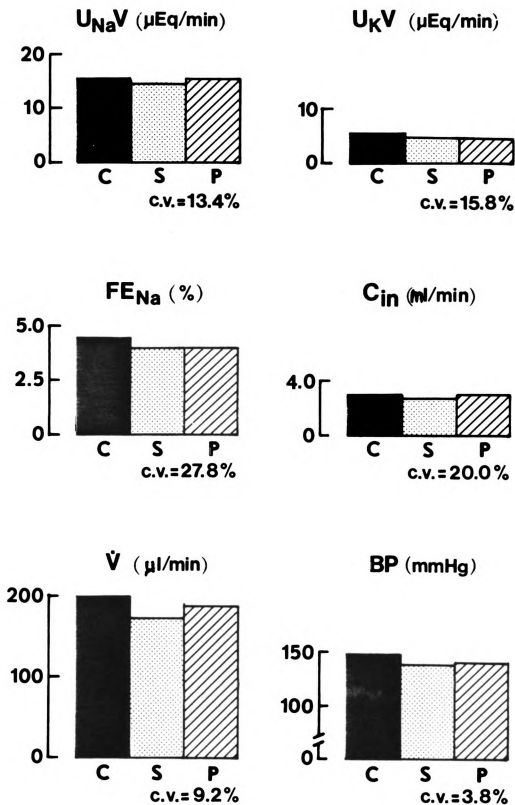 UNaV (µEq/min)
20
10
0
C S P
c.v.=13.4%
UKV (µEq/min)
10
0
C S P
c.v.=15.8%
FENa (%)
5.0
2.5
0
C S P
c.v.=27.8%
Cin (ml/min)
4.0
0
C S P
c.v.=20.0%
V̇ (µl/min)
200
100
0
C S P
c.v.=9.2%
BP (mmHg)
150
100
0
C S P
c.v.=3.8%